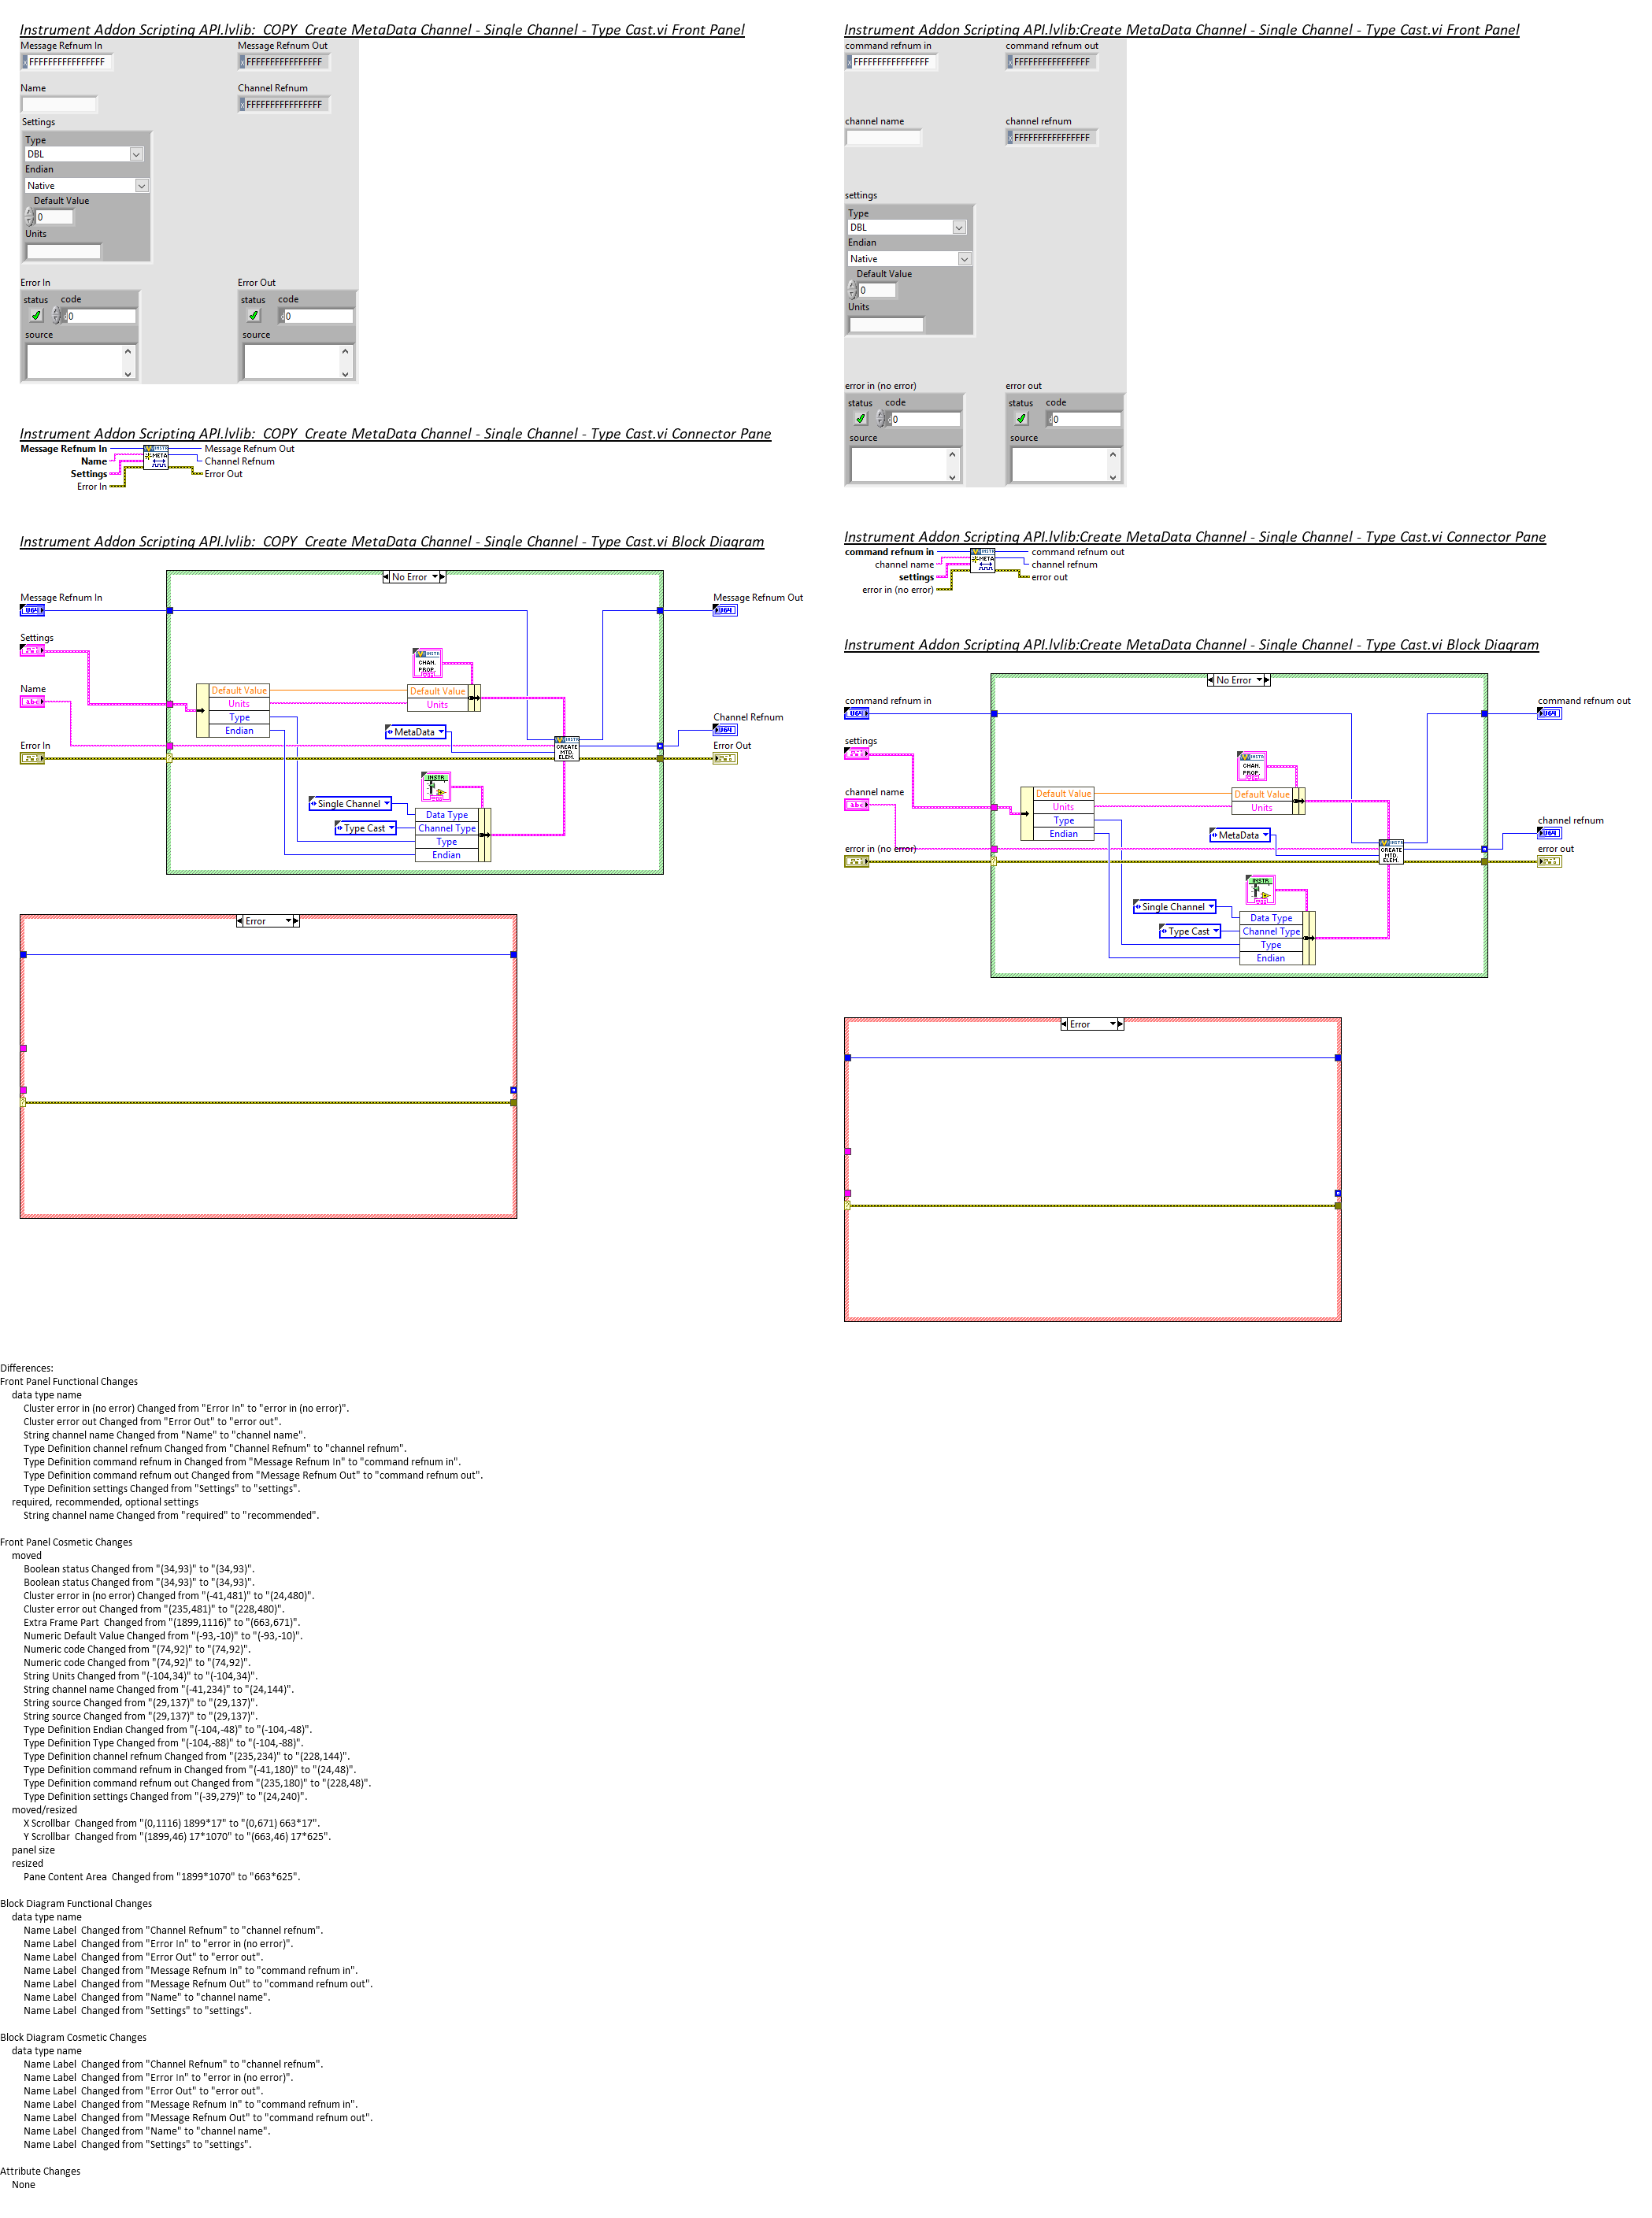 Instrument Addon Scripting API.lvlib:_COPY_Create MetaData Channel - Single Channel - Type Cast.vi Front Panel
Message Refnum In
Message Refnum Out
x FFFFFFFFFFFFFFFF
x FFFFFFFFFFFFFFFF
Name
Channel Refnum
x FFFFFFFFFFFFFFFF
Settings
Type
DBL
Endian
Native
Default Value
0
Units
Error In
Error Out
status code
status code
d0
d0
source
source
Instrument Addon Scripting API.lvlib:_COPY_Create MetaData Channel - Single Channel - Type Cast.vi Connector Pane
Message Refnum In
Message Refnum Out
Name
Channel Refnum
Settings
Error Out
Error In
INSTR
META
Instrument Addon Scripting API.lvlib:_COPY_Create MetaData Channel - Single Channel - Type Cast.vi Block Diagram
No Error
Message Refnum In
Message Refnum Out
U64
U64
Settings
INSTR
CHAN.
PROP.
Name
abc
Default Value
Units
Type
Endian
Default Value
Units
MetaData
Channel Refnum
U64
Error In
Error Out
INSTR
CREATE
MTD.
ELEM.
INSTR
Single Channel
Type Cast
Data Type
Channel Type
Type
Endian
Error
Instrument Addon Scripting API.lvlib:Create MetaData Channel - Single Channel - Type Cast.vi Front Panel
command refnum in
command refnum out
x FFFFFFFFFFFFFFFF
x FFFFFFFFFFFFFFFF
channel name
channel refnum
x FFFFFFFFFFFFFFFF
settings
Type
DBL
Endian
Native
Default Value
0
Units
error in (no error)
error out
status code
status code
d0
d0
source
source
Instrument Addon Scripting API.lvlib:Create MetaData Channel - Single Channel - Type Cast.vi Connector Pane
command refnum in
command refnum out
channel name
channel refnum
settings
error out
error in (no error)
INSTR
META
Instrument Addon Scripting API.lvlib:Create MetaData Channel - Single Channel - Type Cast.vi Block Diagram
No Error
command refnum in
command refnum out
U64
U64
settings
INSTR
CHAN.
PROP.
channel name
abc
Default Value
Units
Type
Endian
Default Value
Units
MetaData
channel refnum
U64
error in (no error)
error out
INSTR
CREATE
MTD.
ELEM.
INSTR
Single Channel
Type Cast
Data Type
Channel Type
Type
Endian
Error
Differences:
Front Panel Functional Changes
data type name
Cluster error in (no error) Changed from "Error In" to "error in (no error)".
Cluster error out Changed from "Error Out" to "error out".
String channel name Changed from "Name" to "channel name".
Type Definition channel refnum Changed from "Channel Refnum" to "channel refnum".
Type Definition command refnum in Changed from "Message Refnum In" to "command refnum in".
Type Definition command refnum out Changed from "Message Refnum Out" to "command refnum out".
Type Definition settings Changed from "Settings" to "settings".
required, recommended, optional settings
String channel name Changed from "required" to "recommended".
Front Panel Cosmetic Changes
moved
Boolean status Changed from "(34,93)" to "(34,93)".
Boolean status Changed from "(34,93)" to "(34,93)".
Cluster error in (no error) Changed from "(-41,481)" to "(24,480)".
Cluster error out Changed from "(235,481)" to "(228,480)".
Extra Frame Part  Changed from "(1899,1116)" to "(663,671)".
Numeric Default Value Changed from "(-93,-10)" to "(-93,-10)".
Numeric code Changed from "(74,92)" to "(74,92)".
Numeric code Changed from "(74,92)" to "(74,92)".
String Units Changed from "(-104,34)" to "(-104,34)".
String channel name Changed from "(-41,234)" to "(24,144)".
String source Changed from "(29,137)" to "(29,137)".
String source Changed from "(29,137)" to "(29,137)".
Type Definition Endian Changed from "(-104,-48)" to "(-104,-48)".
Type Definition Type Changed from "(-104,-88)" to "(-104,-88)".
Type Definition channel refnum Changed from "(235,234)" to "(228,144)".
Type Definition command refnum in Changed from "(-41,180)" to "(24,48)".
Type Definition command refnum out Changed from "(235,180)" to "(228,48)".
Type Definition settings Changed from "(-39,279)" to "(24,240)".
moved/resized
X Scrollbar  Changed from "(0,1116) 1899*17" to "(0,671) 663*17".
Y Scrollbar  Changed from "(1899,46) 17*1070" to "(663,46) 17*625".
panel size
resized
Pane Content Area  Changed from "1899*1070" to "663*625".
Block Diagram Functional Changes
data type name
Name Label  Changed from "Channel Refnum" to "channel refnum".
Name Label  Changed from "Error In" to "error in (no error)".
Name Label  Changed from "Error Out" to "error out".
Name Label  Changed from "Message Refnum In" to "command refnum in".
Name Label  Changed from "Message Refnum Out" to "command refnum out".
Name Label  Changed from "Name" to "channel name".
Name Label  Changed from "Settings" to "settings".
Block Diagram Cosmetic Changes
data type name
Name Label  Changed from "Channel Refnum" to "channel refnum".
Name Label  Changed from "Error In" to "error in (no error)".
Name Label  Changed from "Error Out" to "error out".
Name Label  Changed from "Message Refnum In" to "command refnum in".
Name Label  Changed from "Message Refnum Out" to "command refnum out".
Name Label  Changed from "Name" to "channel name".
Name Label  Changed from "Settings" to "settings".
Attribute Changes
None